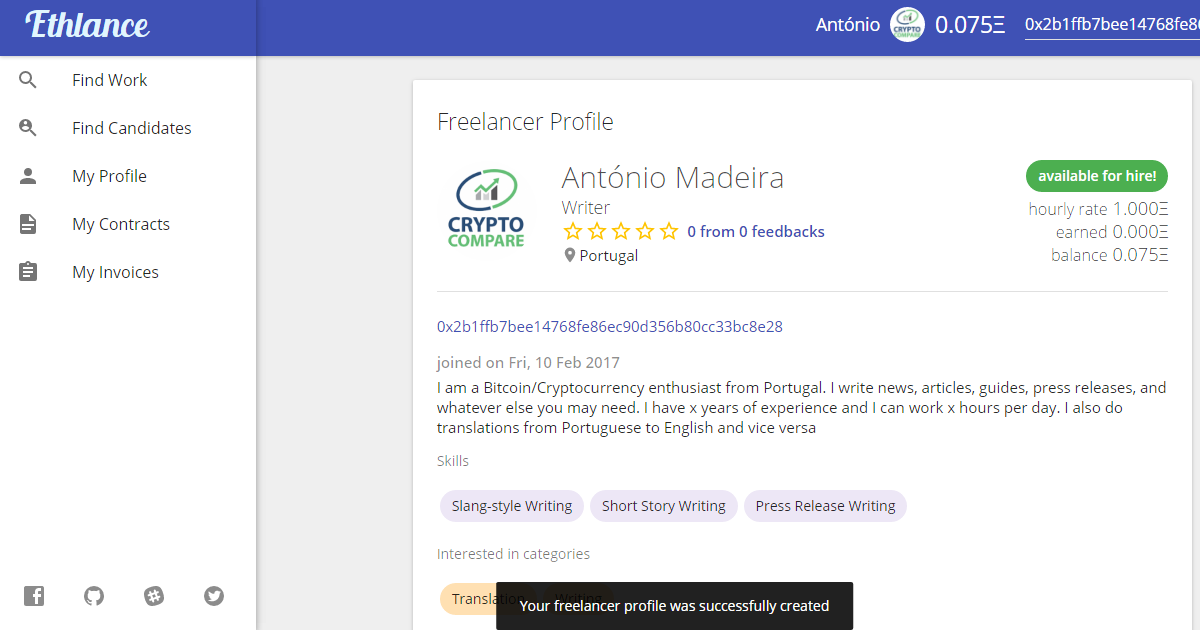 Ethlance
António CRYPTO COMPARE 0.075Ξ 0x2b1ffb7bee14768fe8
Find Work
Find Candidates
My Profile
My Contracts
My Invoices
Freelancer Profile
CRYPTO
COMPARE
António Madeira
Writer
0 from 0 feedbacks
Portugal
available for hire!
hourly rate 1.000Ξ
earned 0.000Ξ
balance 0.075Ξ
0x2b1ffb7bee14768fe86ec90d356b80cc33bc8e28
joined on Fri, 10 Feb 2017
I am a Bitcoin/Cryptocurrency enthusiast from Portugal. I write news, articles, guides, press releases, and
whatever else you may need. I have x years of experience and I can work x hours per day. I also do
translations from Portuguese to English and vice versa
Skills
Slang-style Writing Short Story Writing Press Release Writing
Interested in categories
Translation Writing
Your freelancer profile was successfully created